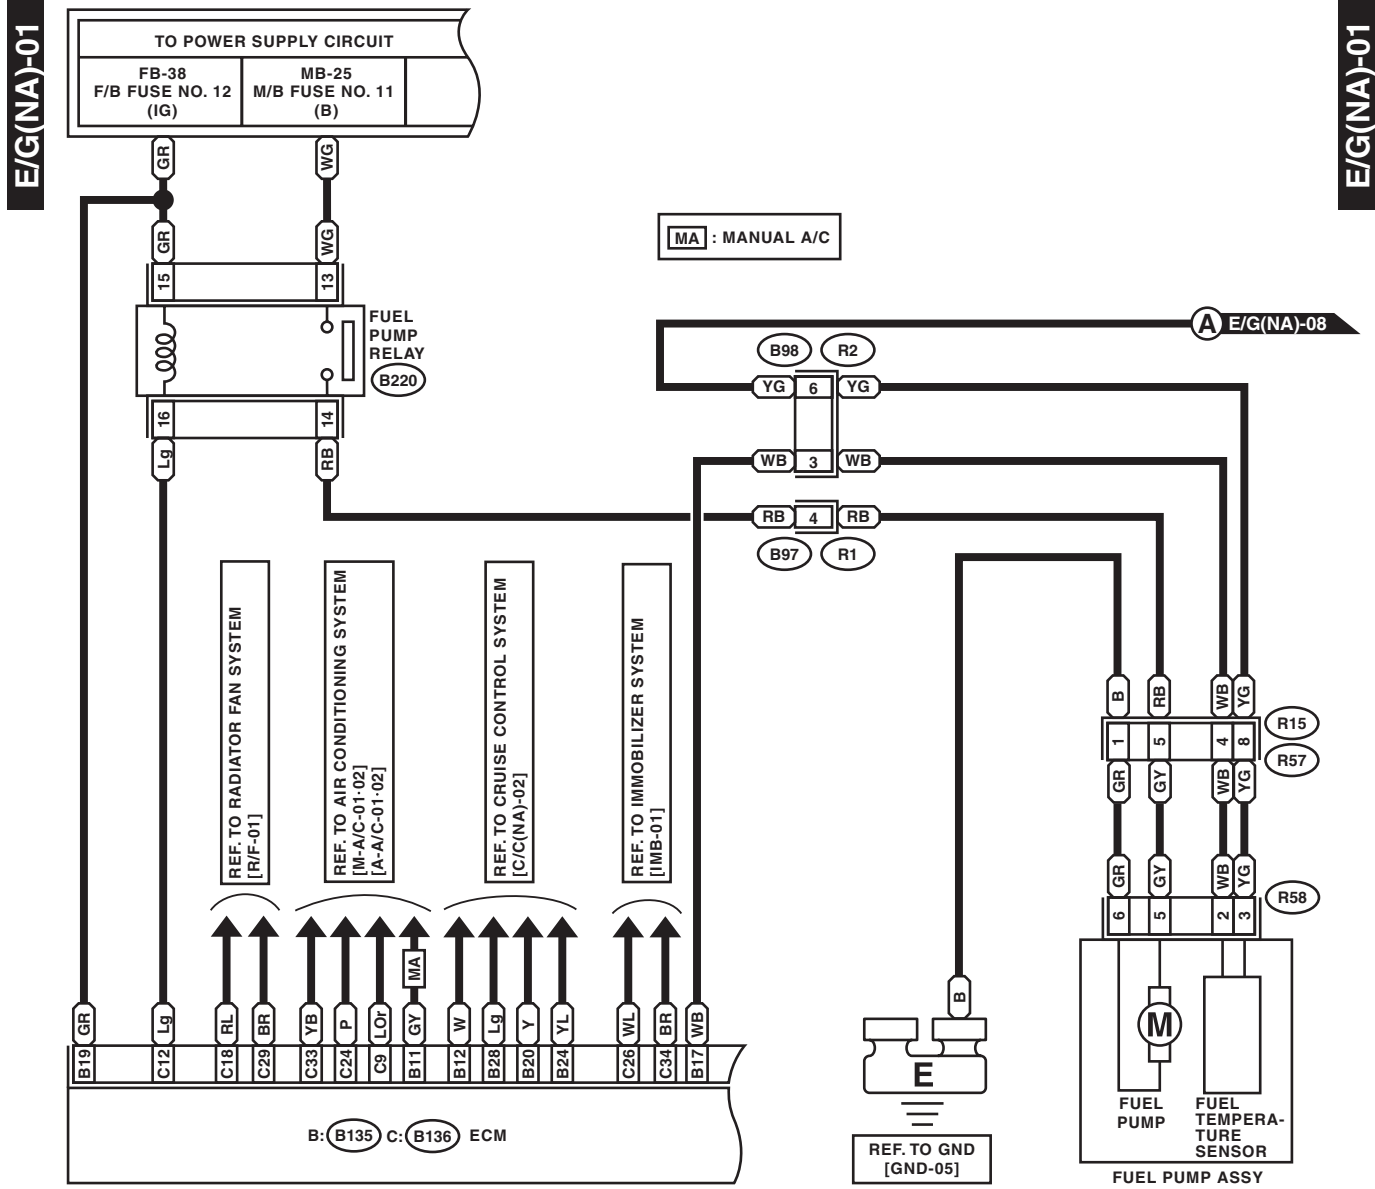 E/G(NA)-01
E/G(NA)-01
TO POWER SUPPLY CIRCUIT
FB-38
F/B FUSE NO. 12
(IG)
MB-25
M/B FUSE NO. 11
(B)
GR
WG
GR
WG
15
13
FUEL
PUMP
RELAY
B220
16
14
Lg
RB
MA : MANUAL A/C
A E/G(NA)-08
B98
R2
YG 6 YG
WB 3 WB
RB 4 RB
B97
R1
REF. TO RADIATOR FAN SYSTEM
[R/F-01]
REF. TO AIR CONDITIONING SYSTEM
[M-A/C-01·02]
[A-A/C-01·02]
REF. TO CRUISE CONTROL SYSTEM
[C/C(NA)-02]
REF. TO IMMOBILIZER SYSTEM
[IMB-01]
B
RB
WB
YG
R15
1
5
4
8
R57
GR
GY
WB
YG
GR
GY
WB
YG
R58
6
5
2
3
MA
GR
Lg
RL
BR
YB
P
LOr
GY
W
Lg
Y
YL
WL
BR
WB
B19
C12
C18
C29
C33
C24
C9
B11
B12
B28
B20
B24
C26
C34
B17
B: B135 C: B136 ECM
B
E
REF. TO GND
[GND-05]
M
FUEL
PUMP
FUEL
TEMPERA-
TURE
SENSOR
FUEL PUMP ASSY